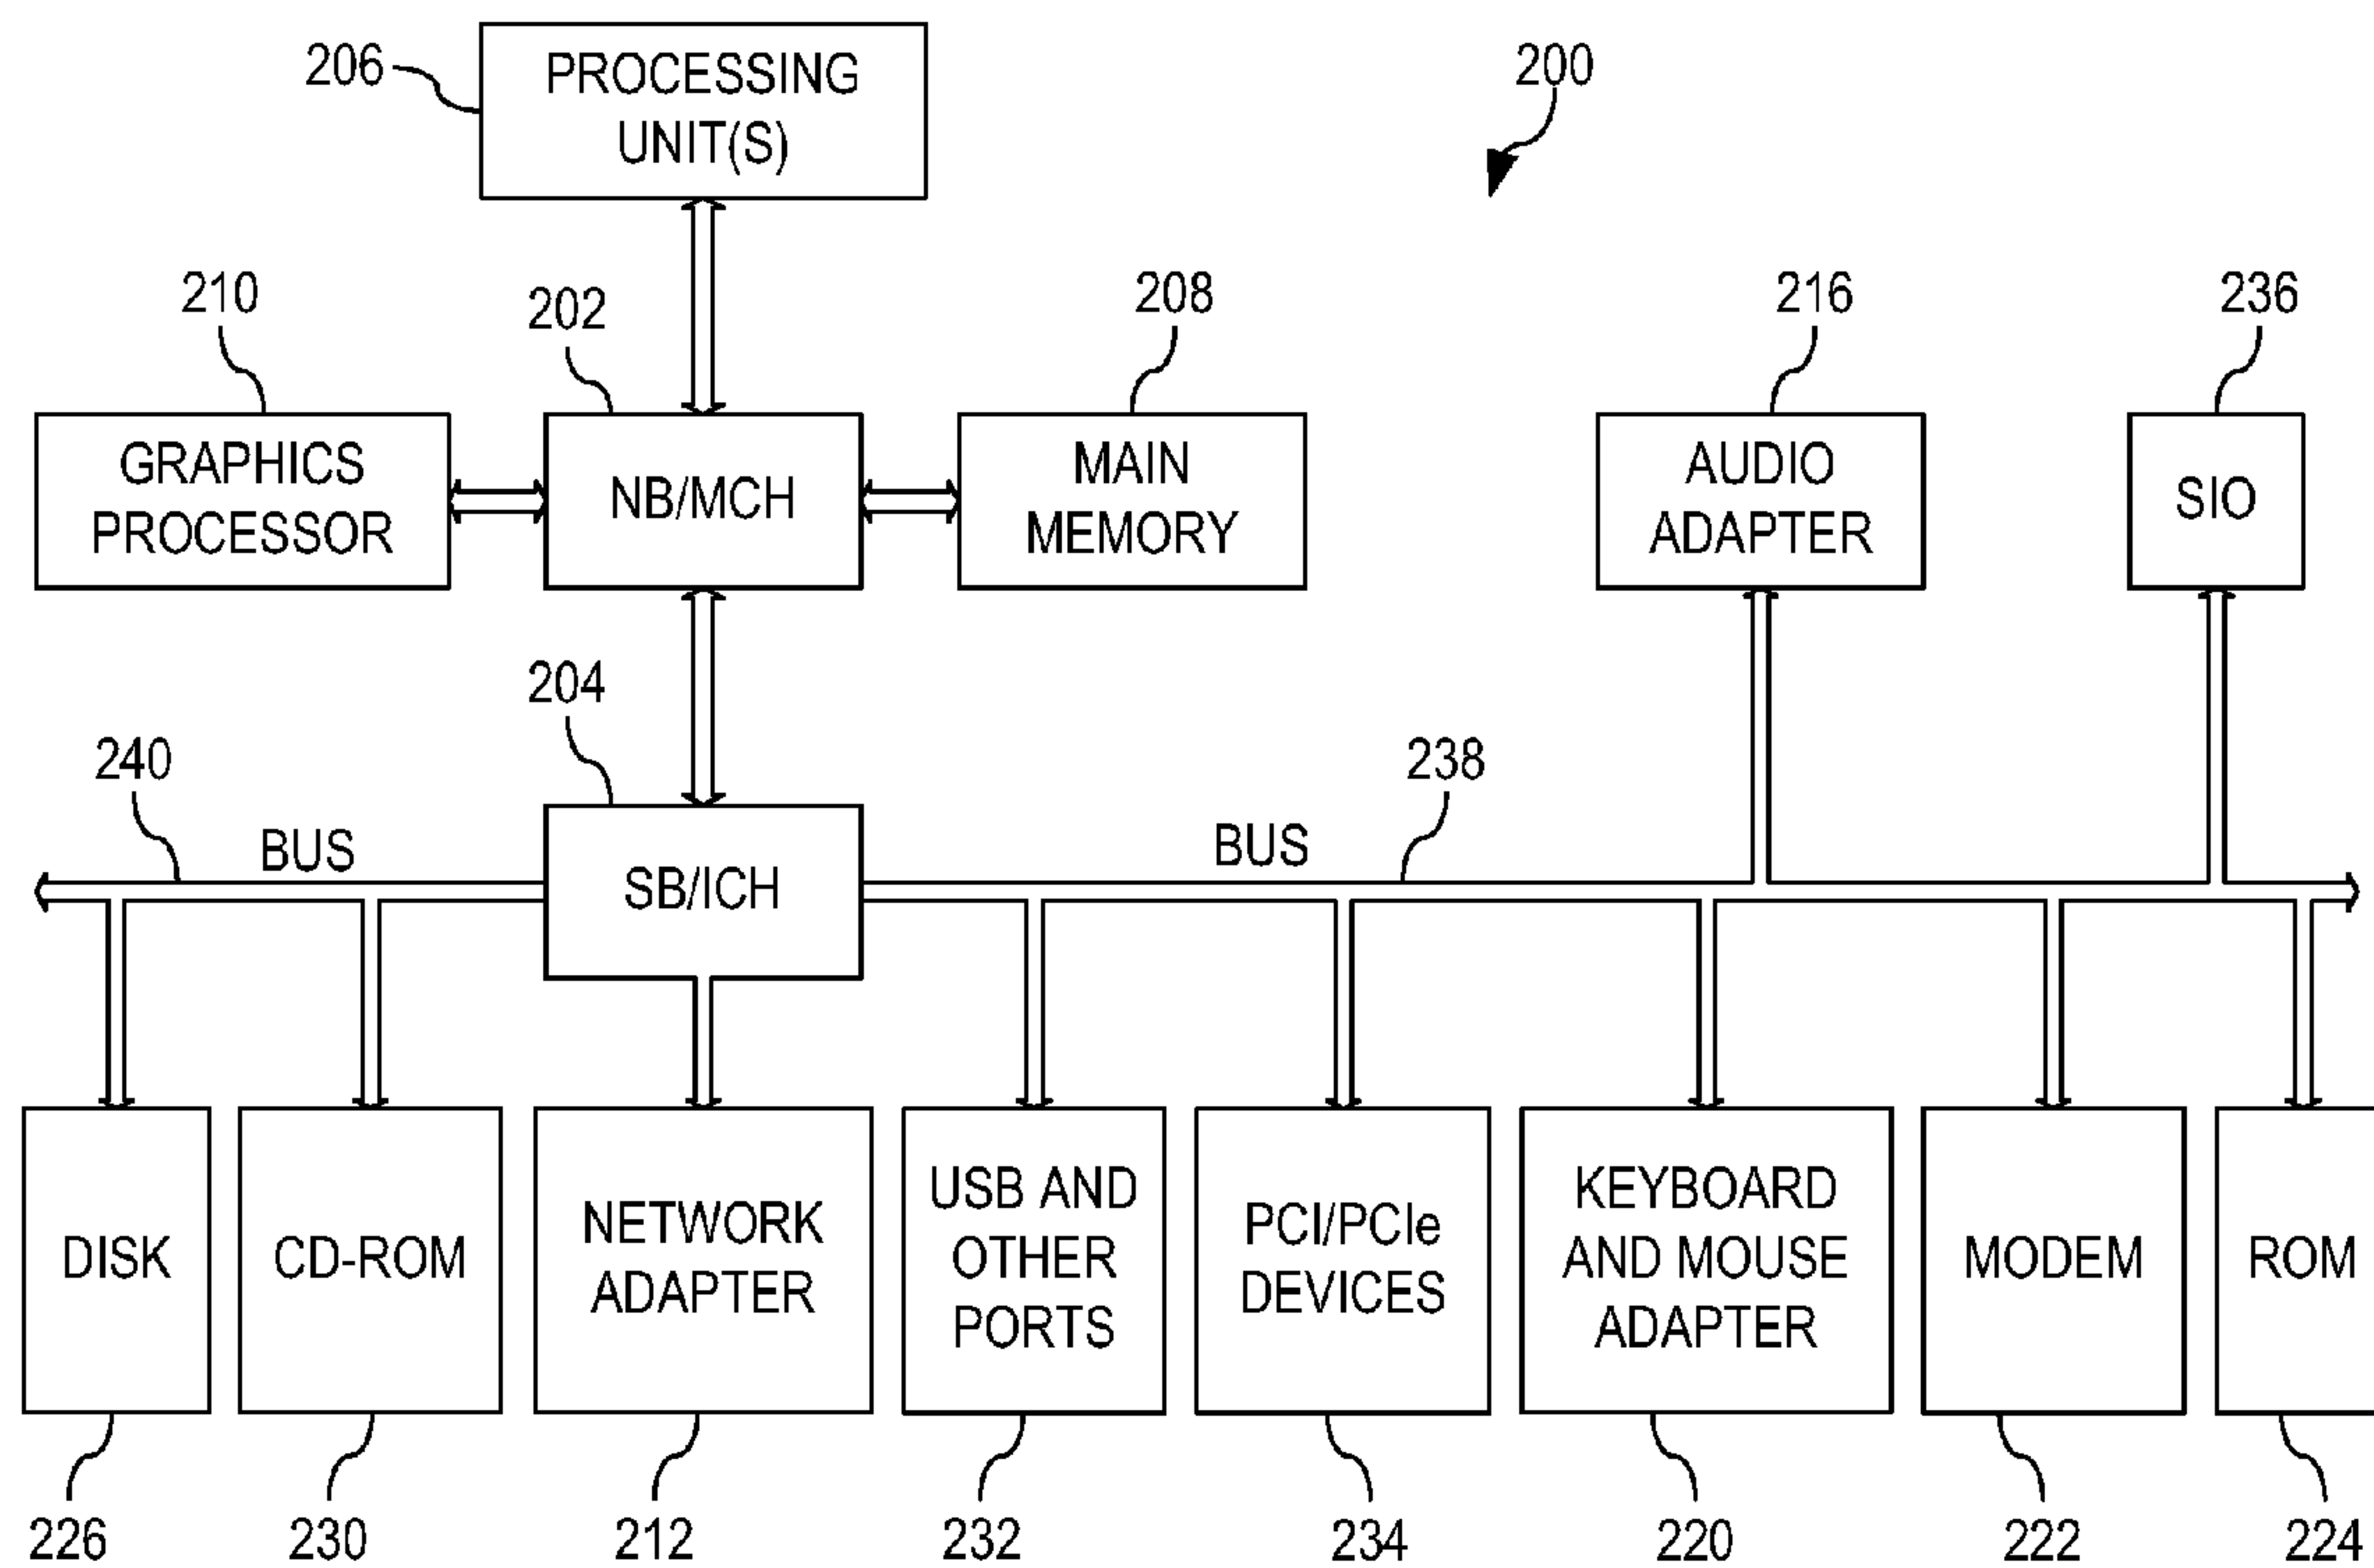 206
PROCESSING
UNIT(S)
200
210
202
208
216
236
GRAPHICS
PROCESSOR
NB/MCH
MAIN
MEMORY
AUDIO
ADAPTER
SIO
204
240
238
BUS
BUS
SB/ICH
DISK
CD-ROM
NETWORK
ADAPTER
USB AND
OTHER
PORTS
PCI/PCIe
DEVICES
KEYBOARD
AND MOUSE
ADAPTER
MODEM
ROM
226
230
212
232
234
220
222
224